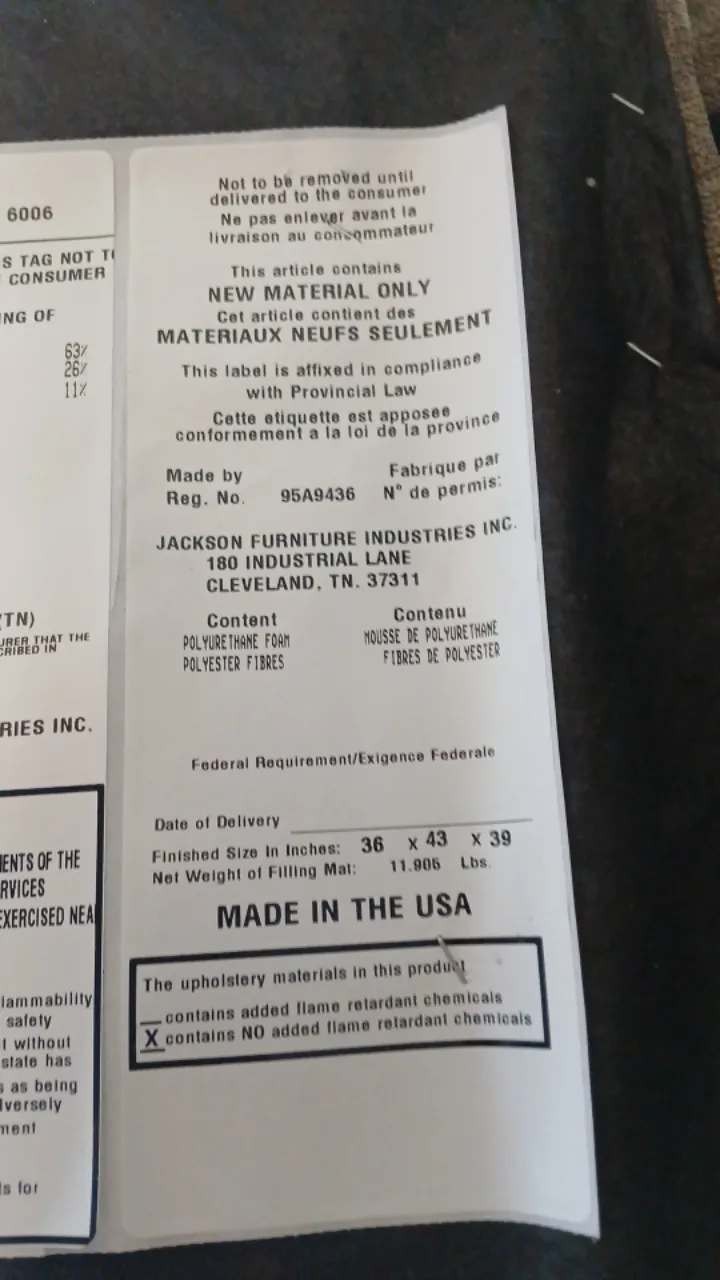 6006
S TAG NOT T
CONSUMER
NG OF
63%
26%
11%
(TN)
URER THAT THE
CRIBED IN
RIES INC.
ENTS OF THE
RVICES
EXERCISED NEA
lammability
safety
t without
state has
s as being
dversely
ment
ls for
Not to be removed until
delivered to the consumer
Ne pas enlever avant la
livraison au consommateur
This article contains
NEW MATERIAL ONLY
Cet article contient des
MATERIAUX NEUFS SEULEMENT
This label is affixed in compliance
with Provincial Law
Cette etiquette est apposee
conformement a la loi de la province
Made by Fabrique par
Reg. No. 95A9436 N° de permis:
JACKSON FURNITURE INDUSTRIES INC.
180 INDUSTRIAL LANE
CLEVELAND, TN. 37311
Content Contenu
POLYURETHANE FOAM MOUSSE DE POLYURETHANE
POLYESTER FIBRES FIBRES DE POLYESTER
Federal Requirement/Exigence Federale
Date of Delivery
Finished Size In Inches: 36 x 43 x 39
Net Weight of Filling Mat: 11.905 Lbs.
MADE IN THE USA
The upholstery materials in this product
contains added flame retardant chemicals
X contains NO added flame retardant chemicals